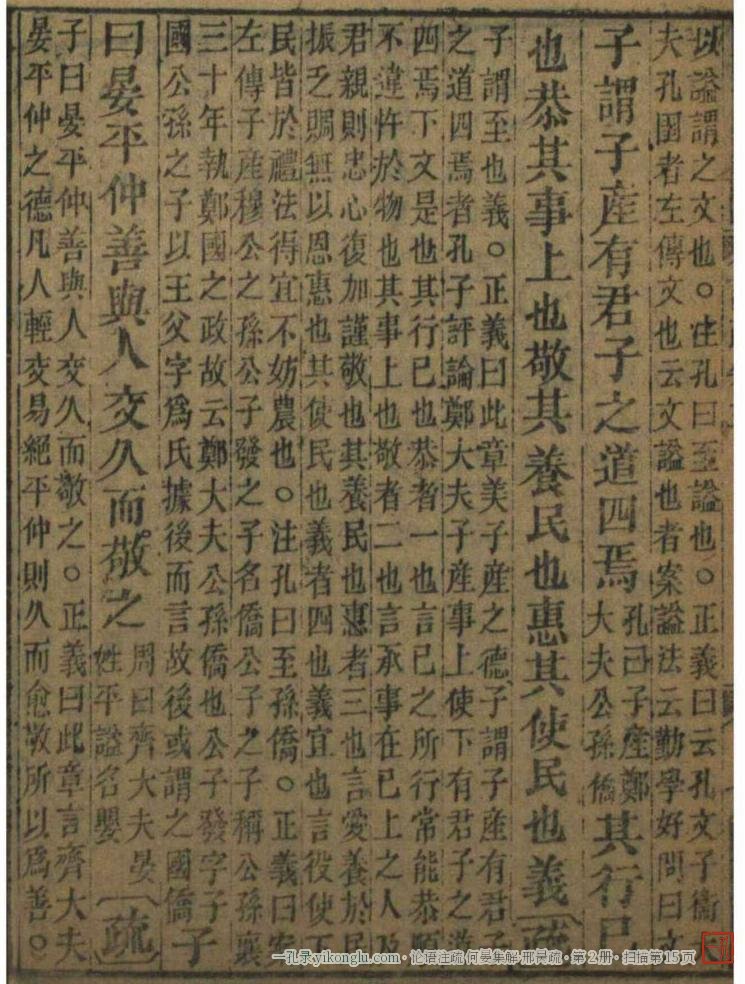 以謚謂之文也○注孔曰至謚也○正義曰云孔文子衞大
夫孔圉者左傳文也云文謚也者案謚法云勤學好問曰文
子謂子產有君子之道四焉孔曰子產鄭大夫公孫僑其行己
也恭其事上也敬其養民也惠其使民也義疏
子謂至也義○正義曰此章美子產之德子謂子產有君子
之道四焉者孔子評論鄭大夫子產事上使下有君子之道
四焉下文是也其行已也恭者一也言已之所行常能恭順
不違忤於物也其事上也敬者二也言承事在已上之人及
君親則忠心復加謹敬也其養民也惠者三也言愛養於民
振乏賙無以恩惠也其使民也義者四也義宜也言役使下
民皆於禮法得宜不妨農也○注孔曰至孫僑○正義曰案
左傳子產穆公之孫公子發之子名僑公子之子稱公孫襄
三十年執鄭國之政故云鄭大夫公孫僑也公子發字子
國公孫之子以王父字爲氏據後而言故後或謂之國僑子
曰晏平仲善與人交久而敬之周曰齊大夫晏姓平謚名嬰疏
子曰晏平仲善與人交久而敬之○正義曰此章言齊大夫
晏平仲之德凡人輕交易絕平仲則久而愈敬所以爲善○
一孔录yikonglu.com·论语注疏.何晏集解.邢昺疏·第2册·扫描第15页